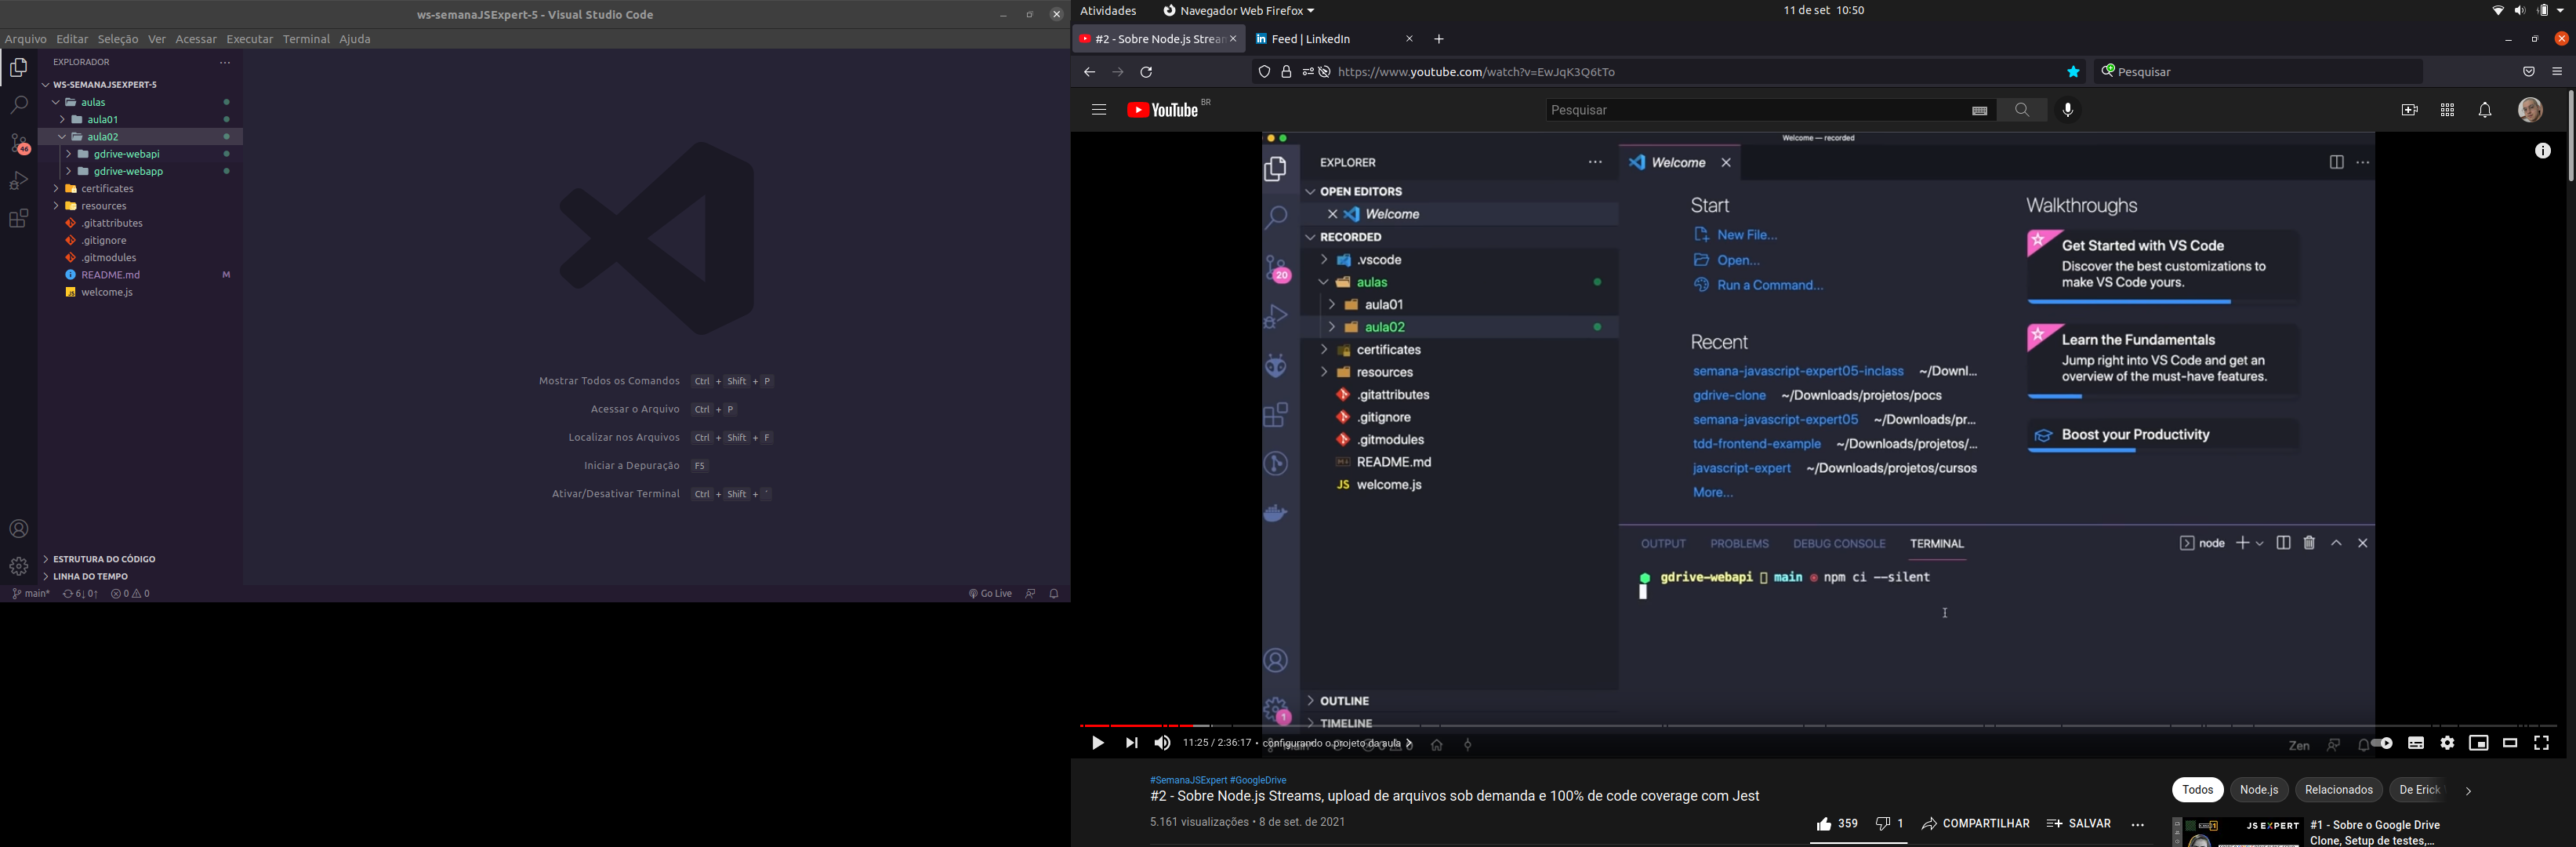 ws-semanaJSExpert-5 - Visual Studio Code
Arquivo Editar Seleção Ver Acessar Executar Terminal Ajuda
EXPLORADOR
WS-SEMANAJSEXPERT-5
aulas
aula01
aula02
gdrive-webapi
gdrive-webapp
certificates
resources
.gitattributes
.gitignore
.gitmodules
README.md M
welcome.js
46
Mostrar Todos os Comandos Ctrl + Shift + P
Acessar o Arquivo Ctrl + P
Localizar nos Arquivos Ctrl + Shift + F
Iniciar a Depuração F5
Ativar/Desativar Terminal Ctrl + Shift + `
ESTRUTURA DO CÓDIGO
LINHA DO TEMPO
main* 6↓ 0↑ 0 0 Go Live
Atividades Navegador Web Firefox 11 de set 10:50
#2 - Sobre Node.js Strean Feed | LinkedIn
https://www.youtube.com/watch?v=EwJqK3Q6tTo Pesquisar
YouTube BR Pesquisar
Welcome — recorded
EXPLORER
OPEN EDITORS
Welcome
RECORDED
.vscode
aulas
aula01
aula02
certificates
resources
.gitattributes
.gitignore
.gitmodules
README.md
JS welcome.js
20
1
OUTLINE
TIMELINE
Welcome
Start
New File...
Open...
Run a Command...
Recent
semana-javascript-expert05-inclass ~/Downl...
gdrive-clone ~/Downloads/projetos/pocs
semana-javascript-expert05 ~/Downloads/pr...
tdd-frontend-example ~/Downloads/projetos/...
javascript-expert ~/Downloads/projetos/cursos
More...
Walkthroughs
Get Started with VS Code
Discover the best customizations to
make VS Code yours.
Learn the Fundamentals
Jump right into VS Code and get an
overview of the must-have features.
Boost your Productivity
OUTPUT PROBLEMS DEBUG CONSOLE TERMINAL node
gdrive-webapi main npm ci --silent
11:25 / 2:36:17 • configurando o projeto da aula
Zen
#SemanaJSExpert #GoogleDrive
#2 - Sobre Node.js Streams, upload de arquivos sob demanda e 100% de code coverage com Jest
5.161 visualizações • 8 de set. de 2021
359 1 COMPARTILHAR SALVAR
Todos Node.js Relacionados De Erick
JS EXPERT
#1 - Sobre o Google Drive
Clone, Setup de testes,...